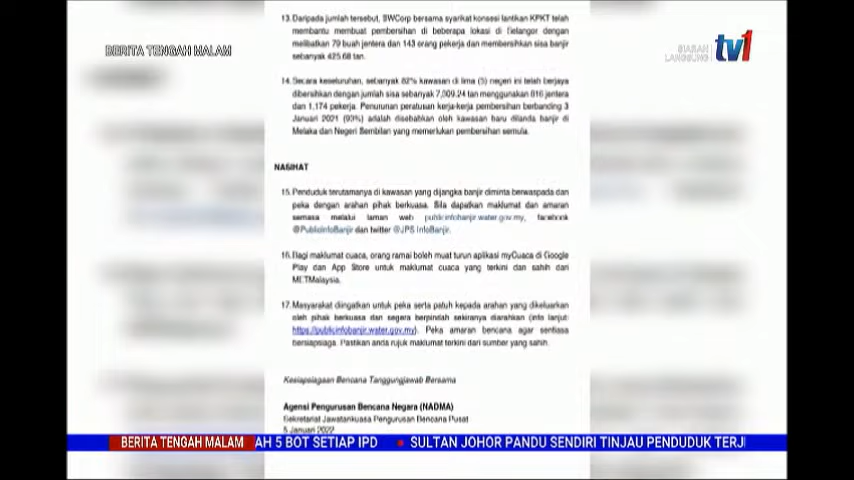 BERITA TENGAH MALAM
SIARAN
LANGSUNG
tv1
13. Daripada jumlah tersebut, SWCorp bersama syarikat konsesi lantikan KPKT telah
membantu membuat pembersihan di beberapa lokasi di Selangor dengan
melibatkan 79 buah jentera dan 143 orang pekerja dan membersihkan sisa banjir
sebanyak 425.68 tan.
14. Secara keseluruhan, sebanyak 82% kawasan di lima (5) negeri ini telah berjaya
dibersihkan dengan jumlah sisa sebanyak 7,009.24 tan menggunakan 816 jentera
dan 1,174 pekerja. Penurunan peratusan kerja-kerja pembersihan berbanding 3
Januari 2021 (93%) adalah disebabkan oleh kawasan baru dilanda banjir di
Melaka dan Negeri Sembilan yang memerlukan pembersihan semula.
NASIHAT
15. Penduduk terutamanya di kawasan yang dijangka banjir diminta berwaspada dan
peka dengan arahan pihak berkuasa. Sila dapatkan maklumat dan amaran
semasa melalui laman web publicinfobanjir.water.gov.my, facebook
@PublicInfoBanjir dan twitter @JPS InfoBanjir.
16. Bagi maklumat cuaca, orang ramai boleh muat turun aplikasi myCuaca di Google
Play dan App Store untuk maklumat cuaca yang terkini dan sahih dari
METMalaysia.
17. Masyarakat diingatkan untuk peka serta patuh kepada arahan yang dikeluarkan
oleh pihak berkuasa dan segera berpindah sekiranya diarahkan (info lanjut:
https://publicinfobanjir.water.gov.my). Peka amaran bencana agar sentiasa
bersiapsiaga. Pastikan anda rujuk maklumat terkini dari sumber yang sahih.
Kesiapsiagaan Bencana Tanggungjawab Bersama
Agensi Pengurusan Bencana Negara (NADMA)
Sekretariat Jawatankuasa Pengurusan Bencana Pusat
5 Januari 2022
BERITA TENGAH MALAM AH 5 BOT SETIAP IPD • SULTAN JOHOR PANDU SENDIRI TINJAU PENDUDUK TERJ